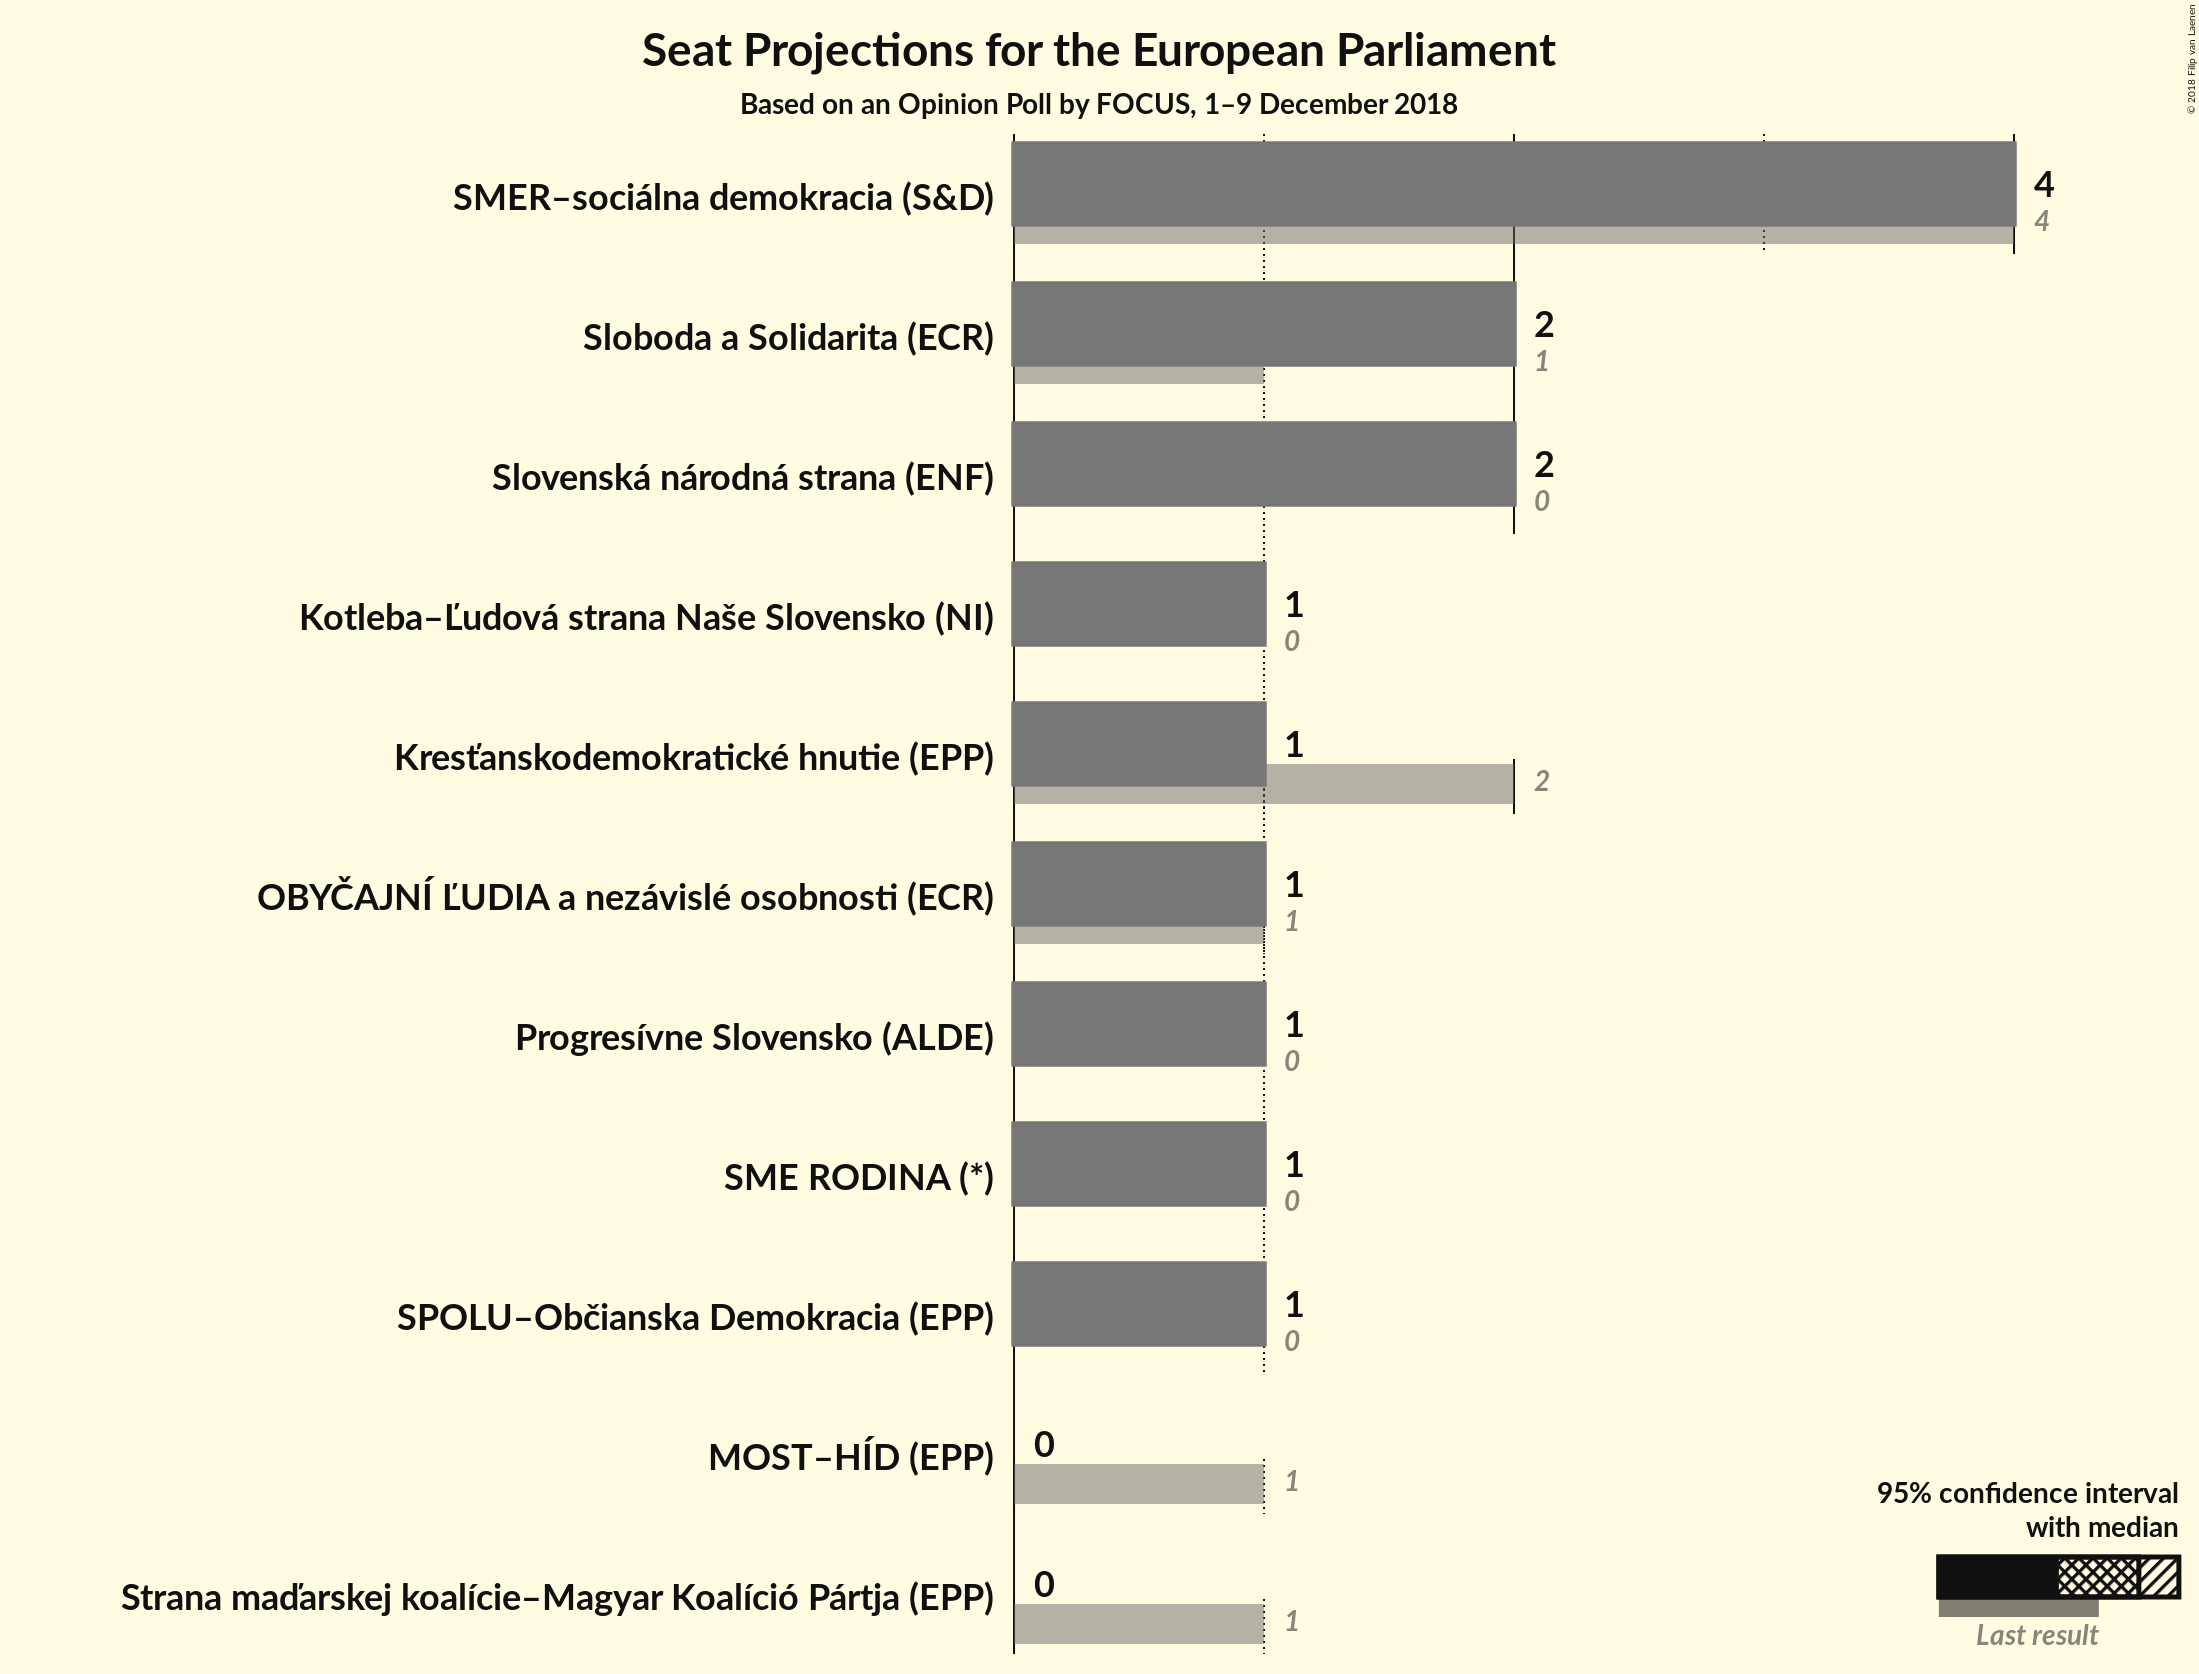 Seat Projections for the European Parliament
Based on an Opinion Poll by FOCUS, 1–9 December 2018
© 2018 Filip van Laenen
SMER–sociálna demokracia (S&D)
4
4
Sloboda a Solidarita (ECR)
2
1
Slovenská národná strana (ENF)
2
0
Kotleba–Ľudová strana Naše Slovensko (NI)
1
0
Kresťanskodemokratické hnutie (EPP)
1
2
OBYČAJNÍ ĽUDIA a nezávislé osobnosti (ECR)
1
1
Progresívne Slovensko (ALDE)
1
0
SME RODINA (*)
1
0
SPOLU–Občianska Demokracia (EPP)
1
0
MOST–HÍD (EPP)
0
1
Strana maďarskej koalície–Magyar Koalíció Pártja (EPP)
0
1
95% confidence interval
with median
Last result